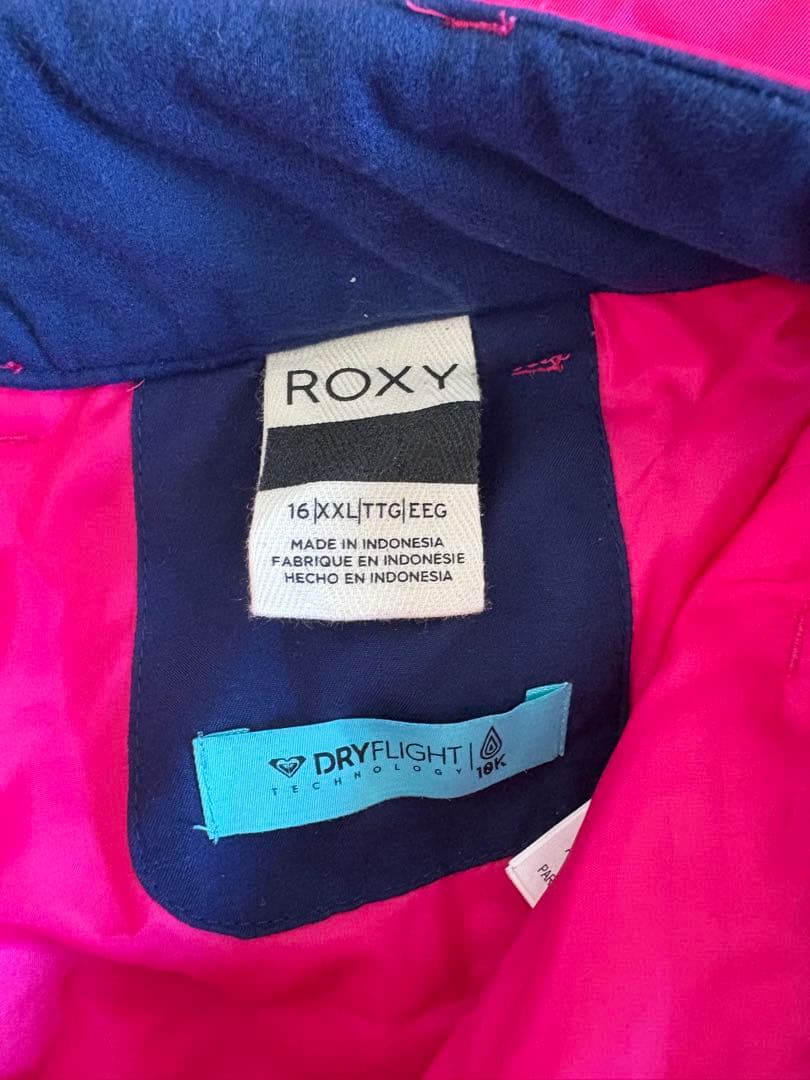 ROXY
16|XXL|TTG|EEG
MADE IN INDONESIA
FABRIQUE EN INDONÉSIE
HECHO EN INDONESIA
DRYFLIGHT | 10K
TECHNOLOGY